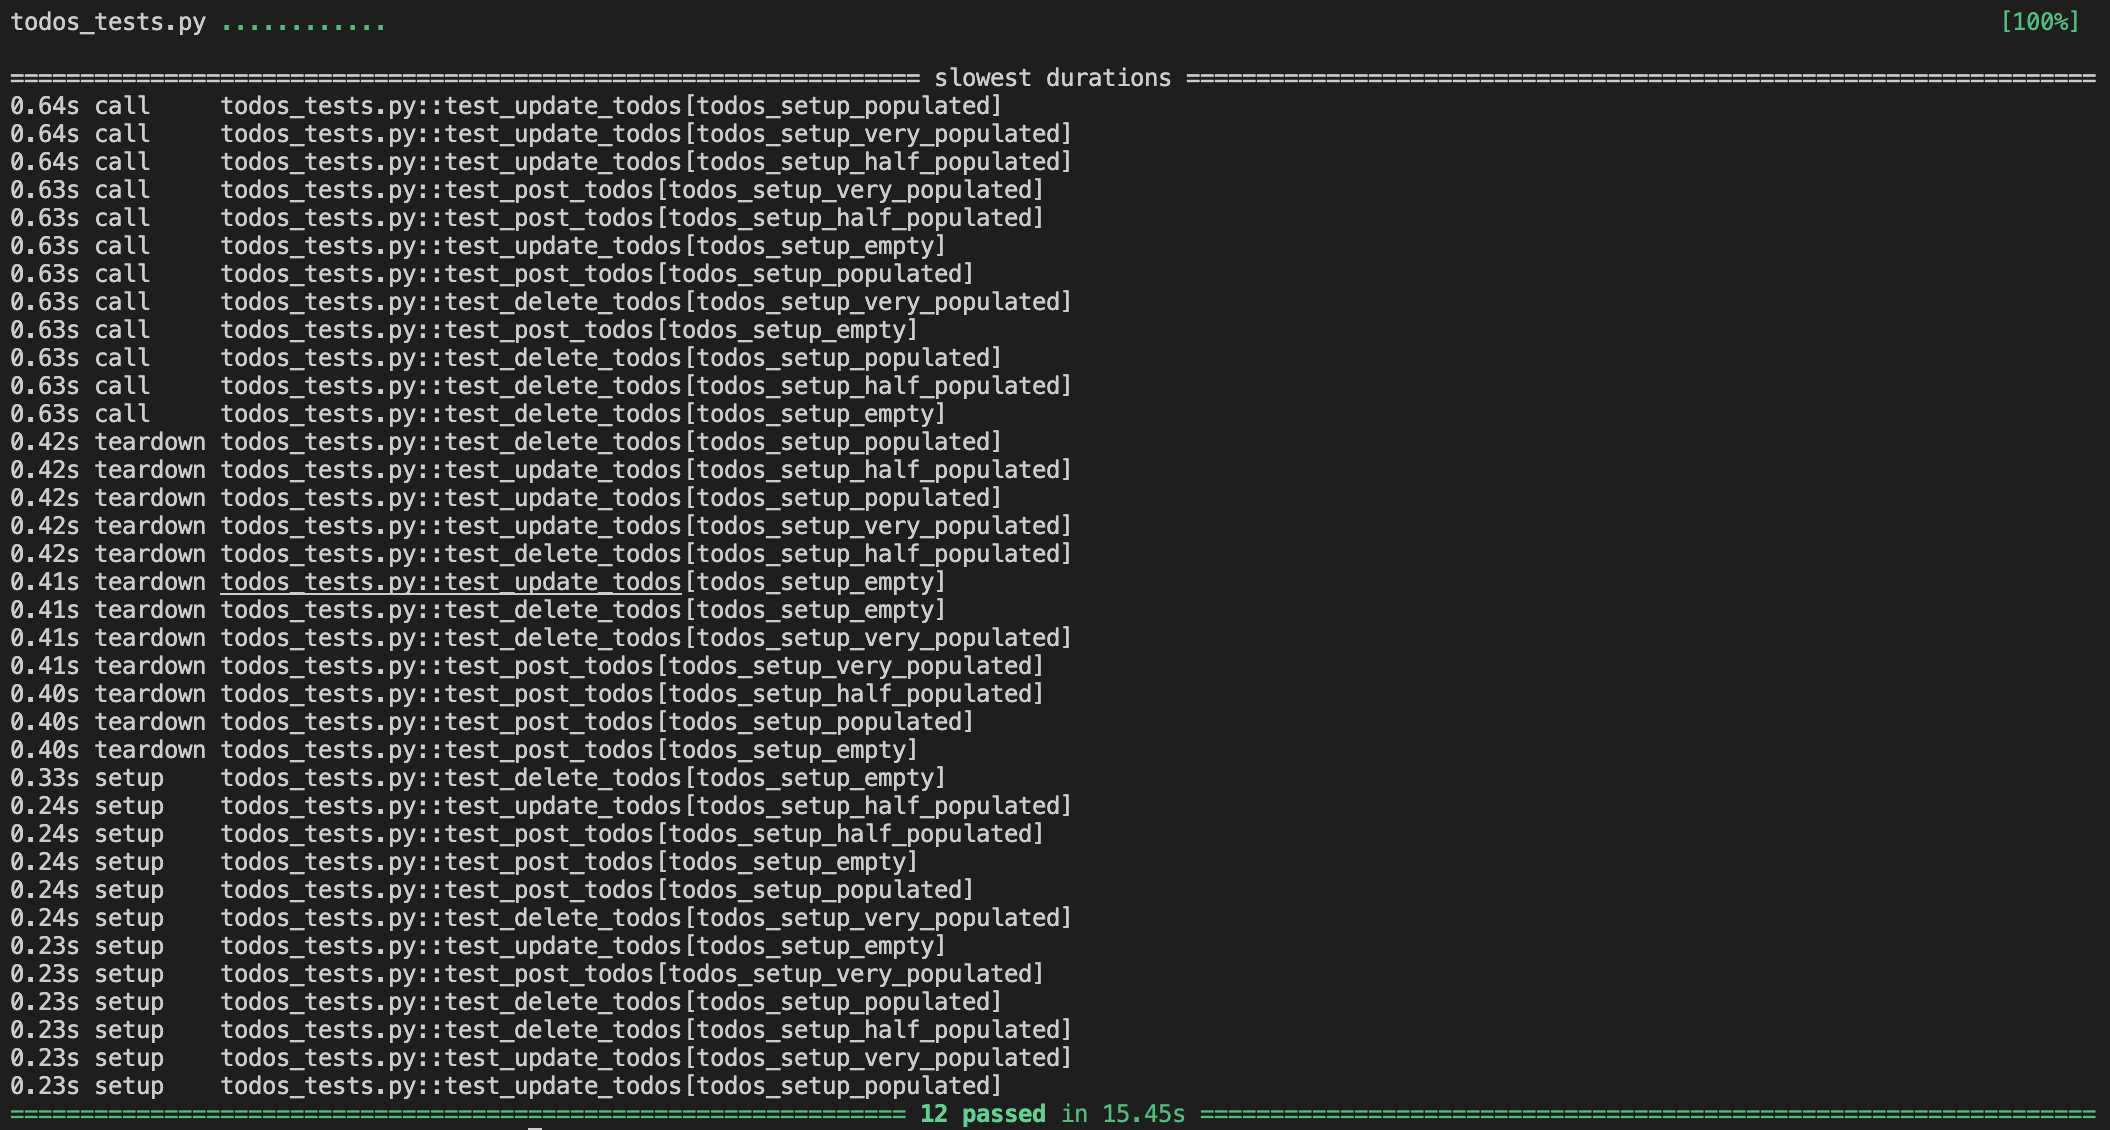 todos_tests.py ............ [100%]
================================================================= slowest durations =================================================================
0.64s call     todos_tests.py::test_update_todos[todos_setup_populated]
0.64s call     todos_tests.py::test_update_todos[todos_setup_very_populated]
0.64s call     todos_tests.py::test_update_todos[todos_setup_half_populated]
0.63s call     todos_tests.py::test_post_todos[todos_setup_very_populated]
0.63s call     todos_tests.py::test_post_todos[todos_setup_half_populated]
0.63s call     todos_tests.py::test_update_todos[todos_setup_empty]
0.63s call     todos_tests.py::test_post_todos[todos_setup_populated]
0.63s call     todos_tests.py::test_delete_todos[todos_setup_very_populated]
0.63s call     todos_tests.py::test_post_todos[todos_setup_empty]
0.63s call     todos_tests.py::test_delete_todos[todos_setup_populated]
0.63s call     todos_tests.py::test_delete_todos[todos_setup_half_populated]
0.63s call     todos_tests.py::test_delete_todos[todos_setup_empty]
0.42s teardown todos_tests.py::test_delete_todos[todos_setup_populated]
0.42s teardown todos_tests.py::test_update_todos[todos_setup_half_populated]
0.42s teardown todos_tests.py::test_update_todos[todos_setup_populated]
0.42s teardown todos_tests.py::test_update_todos[todos_setup_very_populated]
0.42s teardown todos_tests.py::test_delete_todos[todos_setup_half_populated]
0.41s teardown todos_tests.py::test_update_todos[todos_setup_empty]
0.41s teardown todos_tests.py::test_delete_todos[todos_setup_empty]
0.41s teardown todos_tests.py::test_delete_todos[todos_setup_very_populated]
0.41s teardown todos_tests.py::test_post_todos[todos_setup_very_populated]
0.40s teardown todos_tests.py::test_post_todos[todos_setup_half_populated]
0.40s teardown todos_tests.py::test_post_todos[todos_setup_populated]
0.40s teardown todos_tests.py::test_post_todos[todos_setup_empty]
0.33s setup    todos_tests.py::test_delete_todos[todos_setup_empty]
0.24s setup    todos_tests.py::test_update_todos[todos_setup_half_populated]
0.24s setup    todos_tests.py::test_post_todos[todos_setup_half_populated]
0.24s setup    todos_tests.py::test_post_todos[todos_setup_empty]
0.24s setup    todos_tests.py::test_post_todos[todos_setup_populated]
0.24s setup    todos_tests.py::test_delete_todos[todos_setup_very_populated]
0.23s setup    todos_tests.py::test_update_todos[todos_setup_empty]
0.23s setup    todos_tests.py::test_post_todos[todos_setup_very_populated]
0.23s setup    todos_tests.py::test_delete_todos[todos_setup_populated]
0.23s setup    todos_tests.py::test_delete_todos[todos_setup_half_populated]
0.23s setup    todos_tests.py::test_update_todos[todos_setup_very_populated]
0.23s setup    todos_tests.py::test_update_todos[todos_setup_populated]
================================================================ 12 passed in 15.45s ================================================================